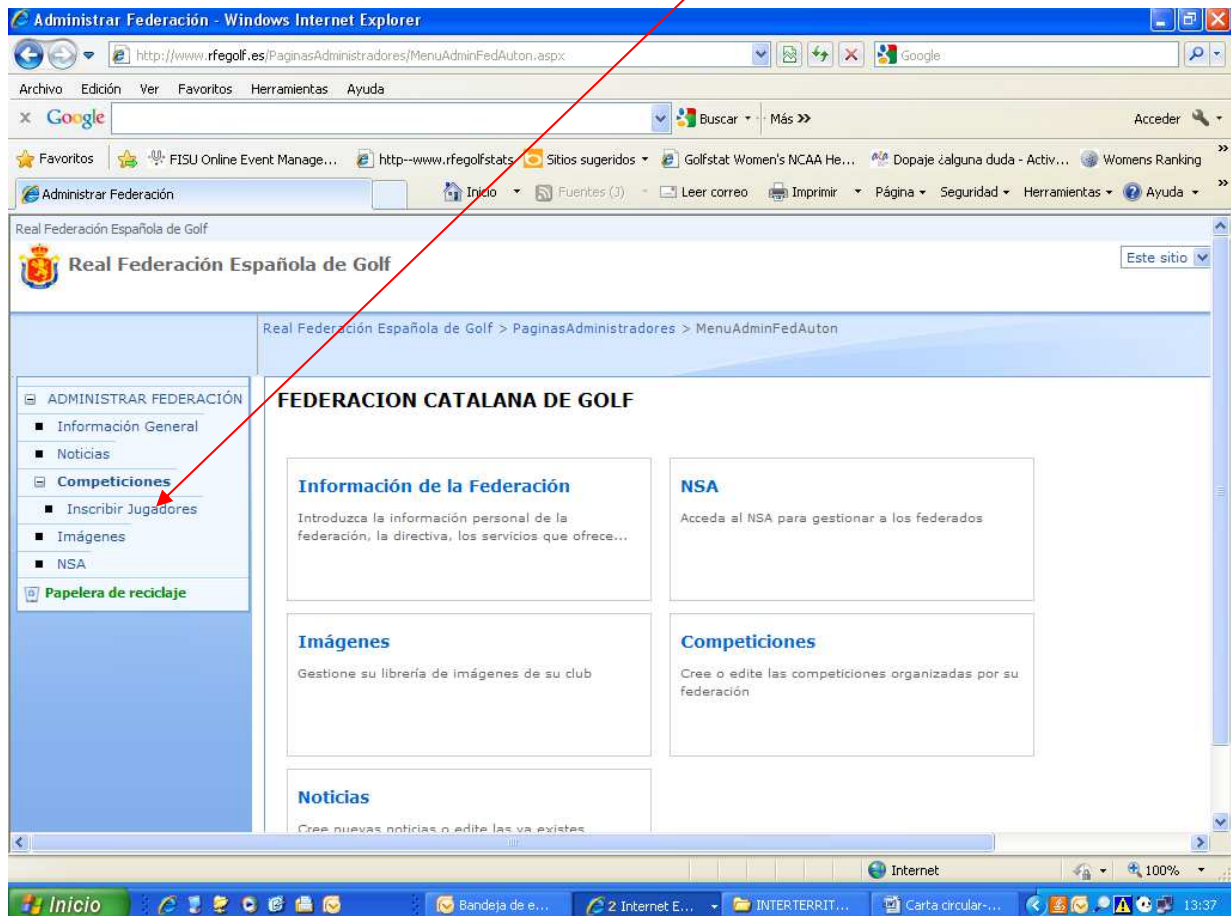 Administrar Federación - Windows Internet Explorer
http://www.rfegolf.es/PaginasAdministradores/MenuAdminFedAuton.aspx
Google
Archivo Edición Ver Favoritos Herramientas Ayuda
x Google Buscar Más >> Acceder
Favoritos FISU Online Event Manage... http--www.rfegolfstats Sitios sugeridos Golfstat Women's NCAA He... Dopaje ¿alguna duda - Activ... Womens Ranking »
Administrar Federación Inicio Fuentes (3) Leer correo Imprimir Página Seguridad Herramientas Ayuda »
Real Federación Española de Golf
Real Federación Española de Golf
Este sitio
Real Federación Española de Golf > PaginasAdministradores > MenuAdminFedAuton
ADMINISTRAR FEDERACIÓN
Información General
Noticias
Competiciones
Inscribir Jugadores
Imágenes
NSA
Papelera de reciclaje
FEDERACION CATALANA DE GOLF
Información de la Federación
Introduzca la información personal de la
federación, la directiva, los servicios que ofrece...
NSA
Acceda al NSA para gestionar a los federados
Imágenes
Gestione su librería de imágenes de su club
Competiciones
Cree o edite las competiciones organizadas por su
federación
Noticias
Cree nuevas noticias o edite las ya existes
Internet 100%
Inicio Bandeja de e... 2 Internet E... INTERTERRIT... Carta circular-... 13:37